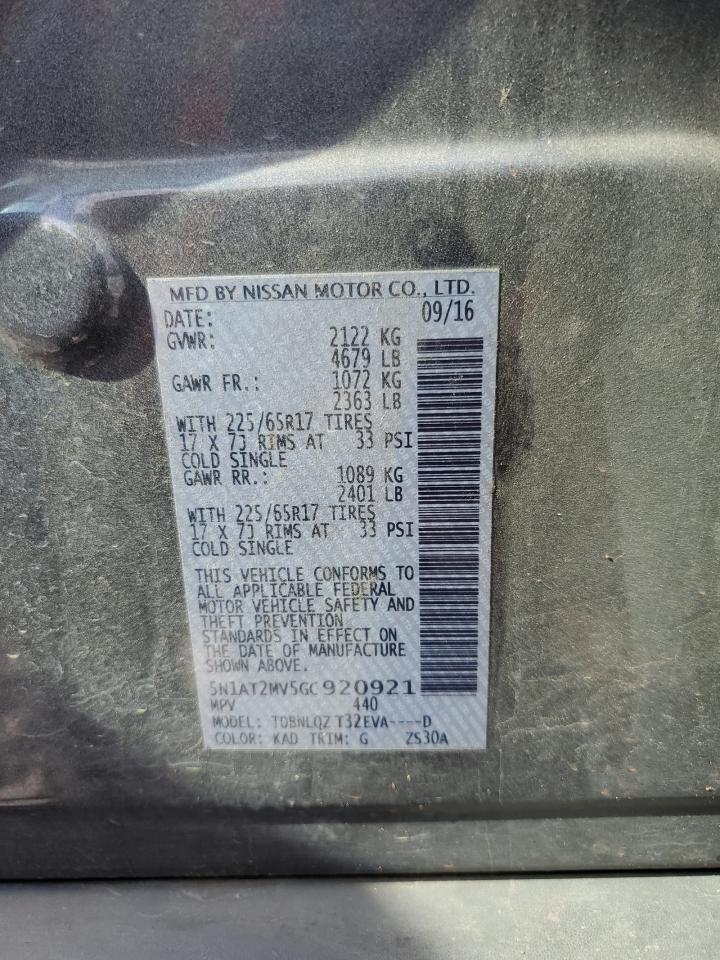 MFD BY NISSAN MOTOR CO., LTD.
DATE: 09/16
GVWR: 2122 KG
4679 LB
GAWR FR.: 1072 KG
2363 LB
WITH 225/65R17 TIRES
17 X 7J RIMS AT 33 PSI
COLD SINGLE
GAWR RR.: 1089 KG
2401 LB
WITH 225/65R17 TIRES
17 X 7J RIMS AT 33 PSI
COLD SINGLE
THIS VEHICLE CONFORMS TO
ALL APPLICABLE FEDERAL
MOTOR VEHICLE SAFETY AND
THEFT PREVENTION
STANDARDS IN EFFECT ON
THE DATE OF MANUFACTURE
SHOWN ABOVE
5N1AT2MV5GC920921
MPV 440
MODEL: TDBNLQZ T32EVA----D
COLOR: KAD TRIM: G ZS30A